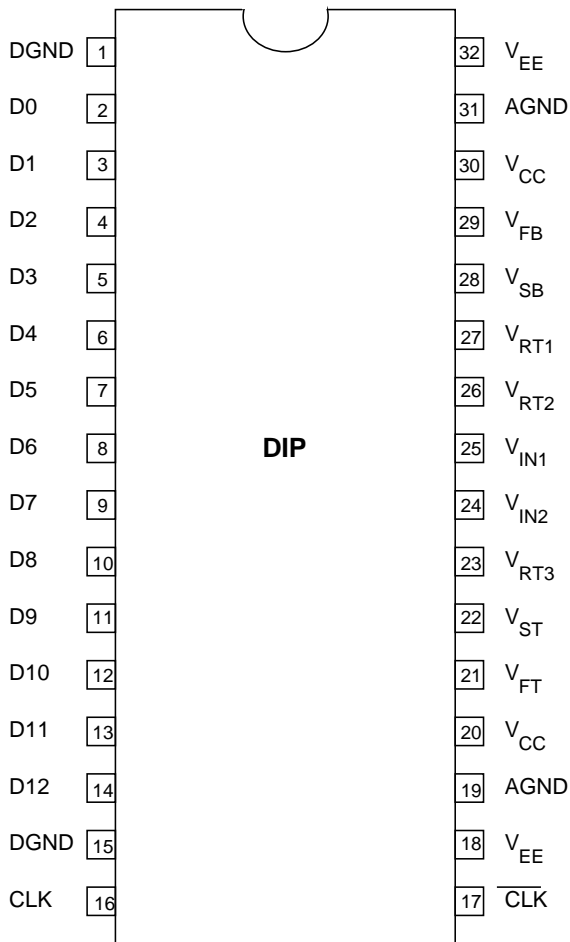 DGND 1 32 VEE
D0 2 31 AGND
D1 3 30 VCC
D2 4 29 VFB
D3 5 28 VSB
D4 6 27 VRT1
D5 7 26 VRT2
D6 8 DIP 25 VIN1
D7 9 24 VIN2
D8 10 23 VRT3
D9 11 22 VST
D10 12 21 VFT
D11 13 20 VCC
D12 14 19 AGND
DGND 15 18 VEE
CLK 16 17 C̅L̅K̅